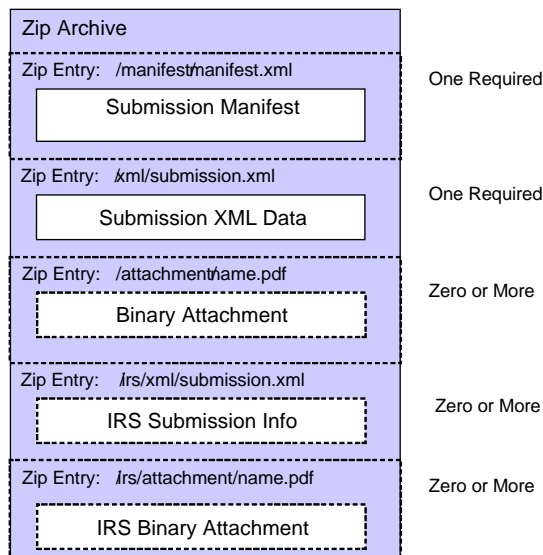 Zip Archive
Zip Entry: /manifest/manifest.xml
One Required
Submission Manifest
Zip Entry: /xml/submission.xml
One Required
Submission XML Data
Zip Entry: /attachment/name.pdf
Zero or More
Binary Attachment
Zip Entry: /irs/xml/submission.xml
Zero or More
IRS Submission Info
Zip Entry: /irs/attachment/name.pdf
Zero or More
IRS Binary Attachment